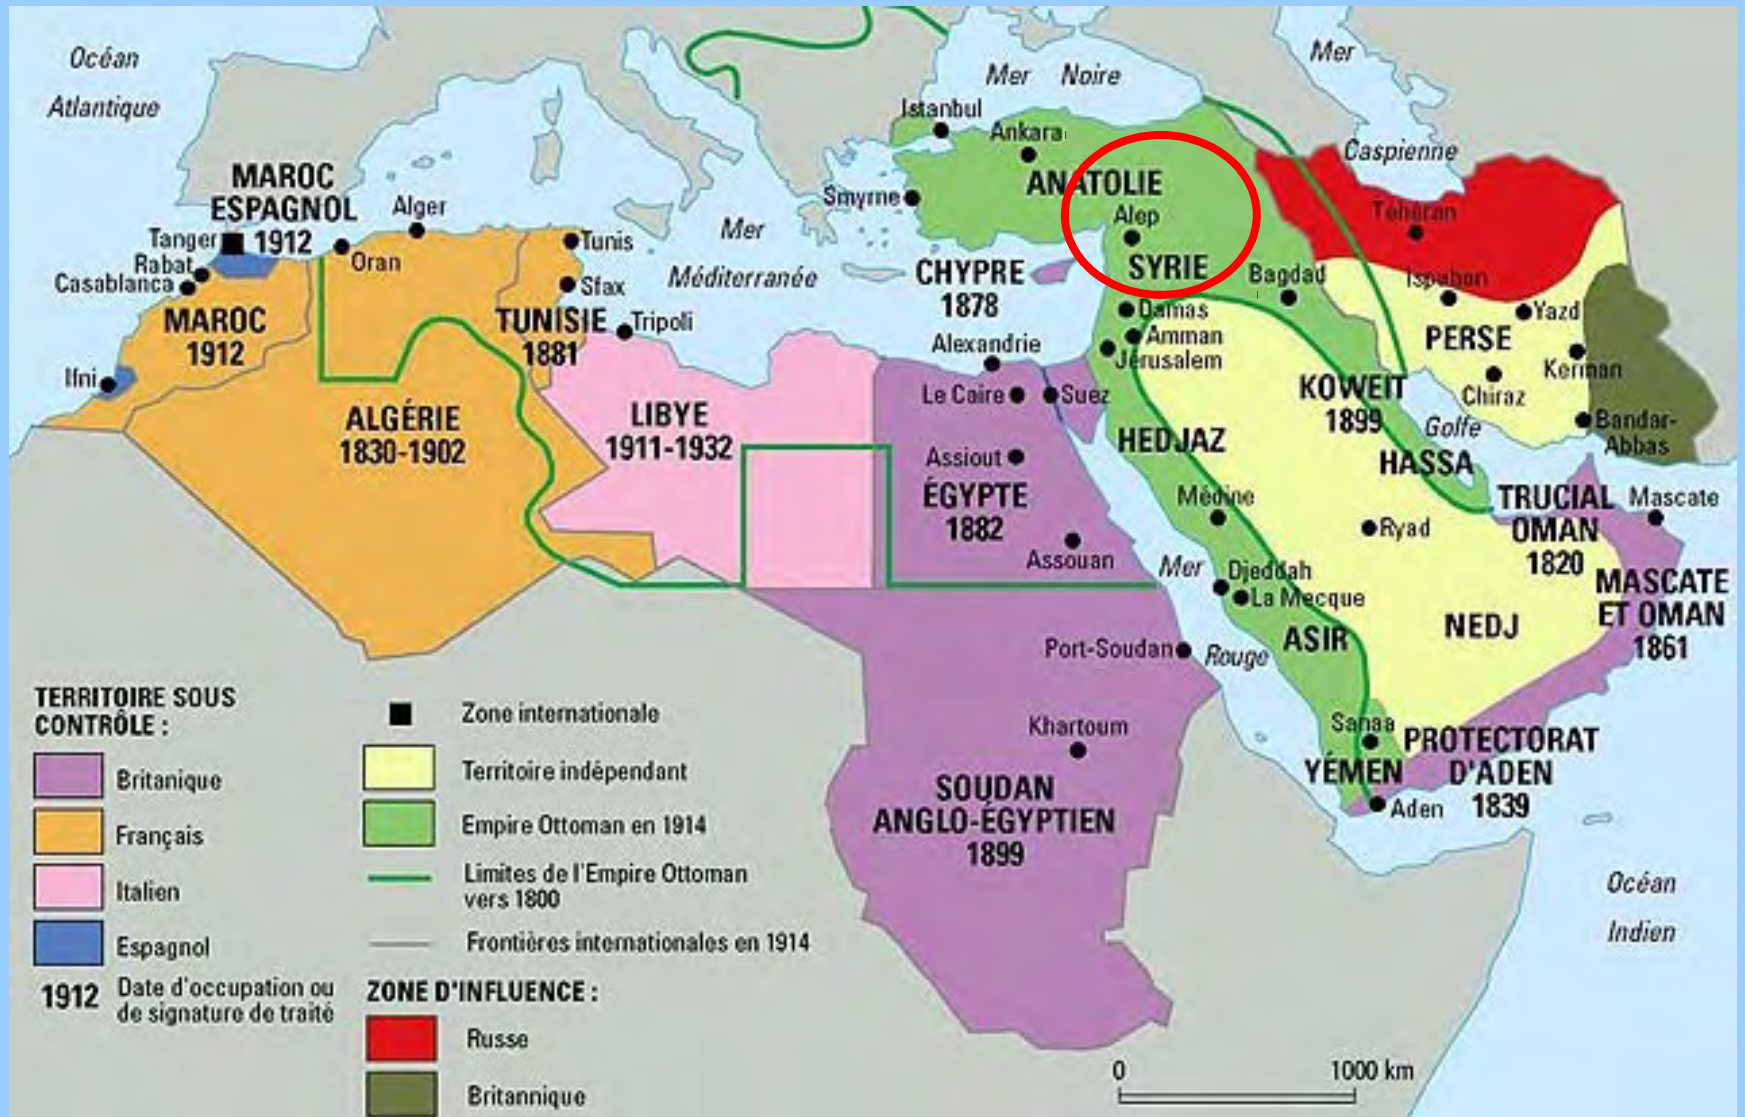 Océan
Atlantique
Mer Noire
Mer
Caspienne
Istanbul
Ankara
ANATOLIE
Smyrne
Alep
SYRIE
MAROC
ESPAGNOL
1912
Tanger
Rabat
Casablanca
Alger
Oran
Tunis
Sfax
Mer
Méditerranée
CHYPRE
1878
Bagdad
Téhéran
Ispahan
Yazd
PERSE
Kerman
Chiraz
Bandar-
Abbas
MAROC
1912
TUNISIE
1881
Tripoli
Ifni
Alexandrie
Damas
Amman
Jérusalem
Le Caire
Suez
KOWEIT
1899
Golfe
ALGÉRIE
1830-1902
LIBYE
1911-1932
Assiout
ÉGYPTE
1882
Assouan
HEDJAZ
HASSA
Médine
Ryad
TRUCIAL
OMAN
1820
Mascate
MASCATE
ET OMAN
1861
Mer
Rouge
Djeddah
La Mecque
ASIR
NEDJ
Port-Soudan
Khartoum
SOUDAN
ANGLO-ÉGYPTIEN
1899
Sanaa
YÉMEN
PROTECTORAT
D'ADEN
1839
Aden
Océan
Indien
TERRITOIRE SOUS
CONTRÔLE :
Britanique
Français
Italien
Espagnol
1912 Date d'occupation ou
de signature de traité
Zone internationale
Territoire indépendant
Empire Ottoman en 1914
Limites de l'Empire Ottoman
vers 1800
Frontières internationales en 1914
ZONE D'INFLUENCE :
Russe
Britannique
0 1000 km